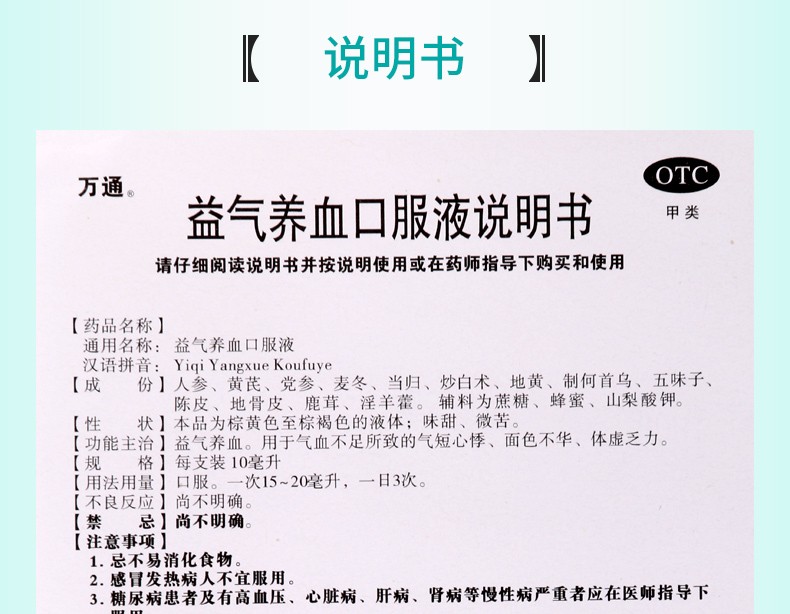 【 说明书 】
万通®
OTC
甲类
益气养血口服液说明书
请仔细阅读说明书并按说明使用或在药师指导下购买和使用
【药品名称】
通用名称：益气养血口服液
汉语拼音：Yiqi Yangxue Koufuye
【成　　份】人参、黄芪、党参、麦冬、当归、炒白术、地黄、制何首乌、五味子、
陈皮、地骨皮、鹿茸、淫羊藿。辅料为蔗糖、蜂蜜、山梨酸钾。
【性　　状】本品为棕黄色至棕褐色的液体；味甜、微苦。
【功能主治】益气养血。用于气血不足所致的气短心悸、面色不华、体虚乏力。
【规　　格】每支装10毫升
【用法用量】口服。一次15~20毫升，一日3次。
【不良反应】尚不明确。
【禁　　忌】尚不明确。
【注意事项】
1. 忌不易消化食物。
2. 感冒发热病人不宜服用。
3. 糖尿病患者及有高血压、心脏病、肝病、肾病等慢性病严重者应在医师指导下